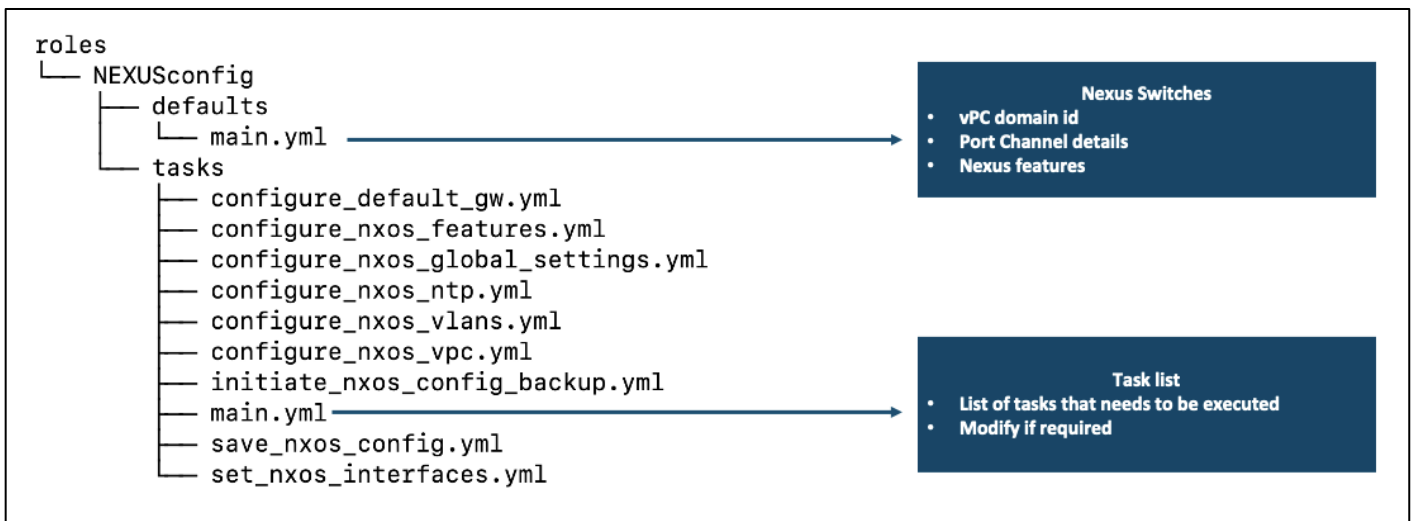 roles
└── NEXUSconfig
├── defaults
│   └── main.yml
└── tasks
├── configure_default_gw.yml
├── configure_nxos_features.yml
├── configure_nxos_global_settings.yml
├── configure_nxos_ntp.yml
├── configure_nxos_vlans.yml
├── configure_nxos_vpc.yml
├── initiate_nxos_config_backup.yml
├── main.yml
├── save_nxos_config.yml
└── set_nxos_interfaces.yml
Nexus Switches
• vPC domain id
• Port Channel details
• Nexus features
Task list
• List of tasks that needs to be executed
• Modify if required